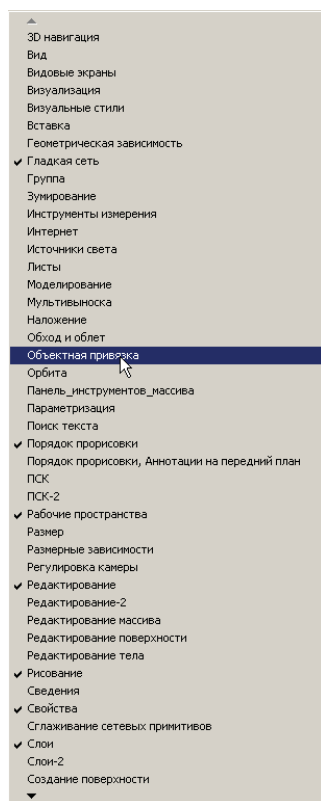 3D навигация
Вид
Видовые экраны
Визуализация
Визуальные стили
Вставка
Геометрическая зависимость
Гладкая сеть
Группа
Зумирование
Инструменты измерения
Интернет
Источники света
Листы
Моделирование
Мультивыноска
Наложение
Обход и облет
Объектная привязка
Орбита
Панель_инструментов_массива
Параметризация
Поиск текста
Порядок прорисовки
Порядок прорисовки, Аннотации на передний план
ПСК
ПСК-2
Рабочие пространства
Размер
Размерные зависимости
Регулировка камеры
Редактирование
Редактирование-2
Редактирование массива
Редактирование поверхности
Редактирование тела
Рисование
Сведения
Свойства
Сглаживание сетевых примитивов
Слои
Слои-2
Создание поверхности